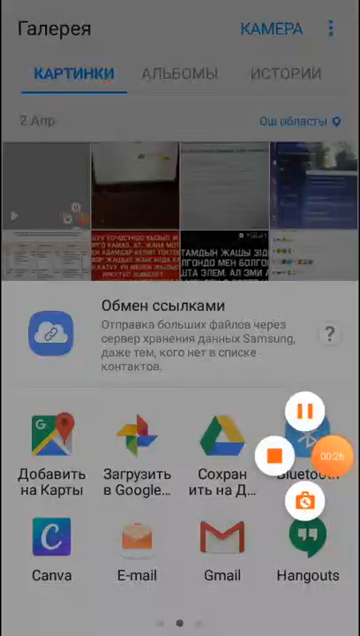 Галерея
КАМЕРА
КАРТИНКИ
АЛЬБОМЫ
ИСТОРИИ
2 Апр.
Ош областы
Обмен ссылками
Отправка больших файлов через
сервер хранения данных Samsung,
даже тем, кого нет в списке
контактов.
?
Добавить
на Карты
Загрузить
в Google...
Сохран
ить на Д...
Bluetooth
00:26
Canva
E-mail
Gmail
Hangouts